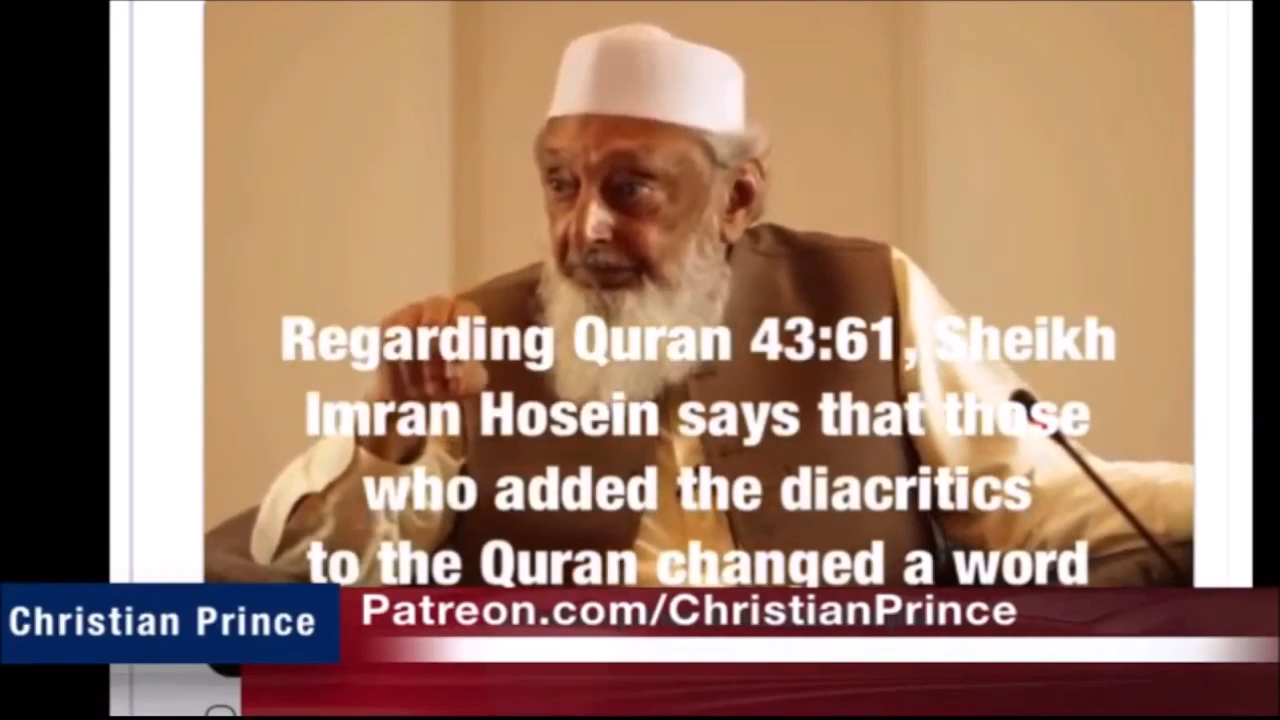 Regarding Quran 43:61, Sheikh
Imran Hosein says that those
who added the diacritics
to the Quran changed a word
Christian Prince
Patreon.com/ChristianPrince